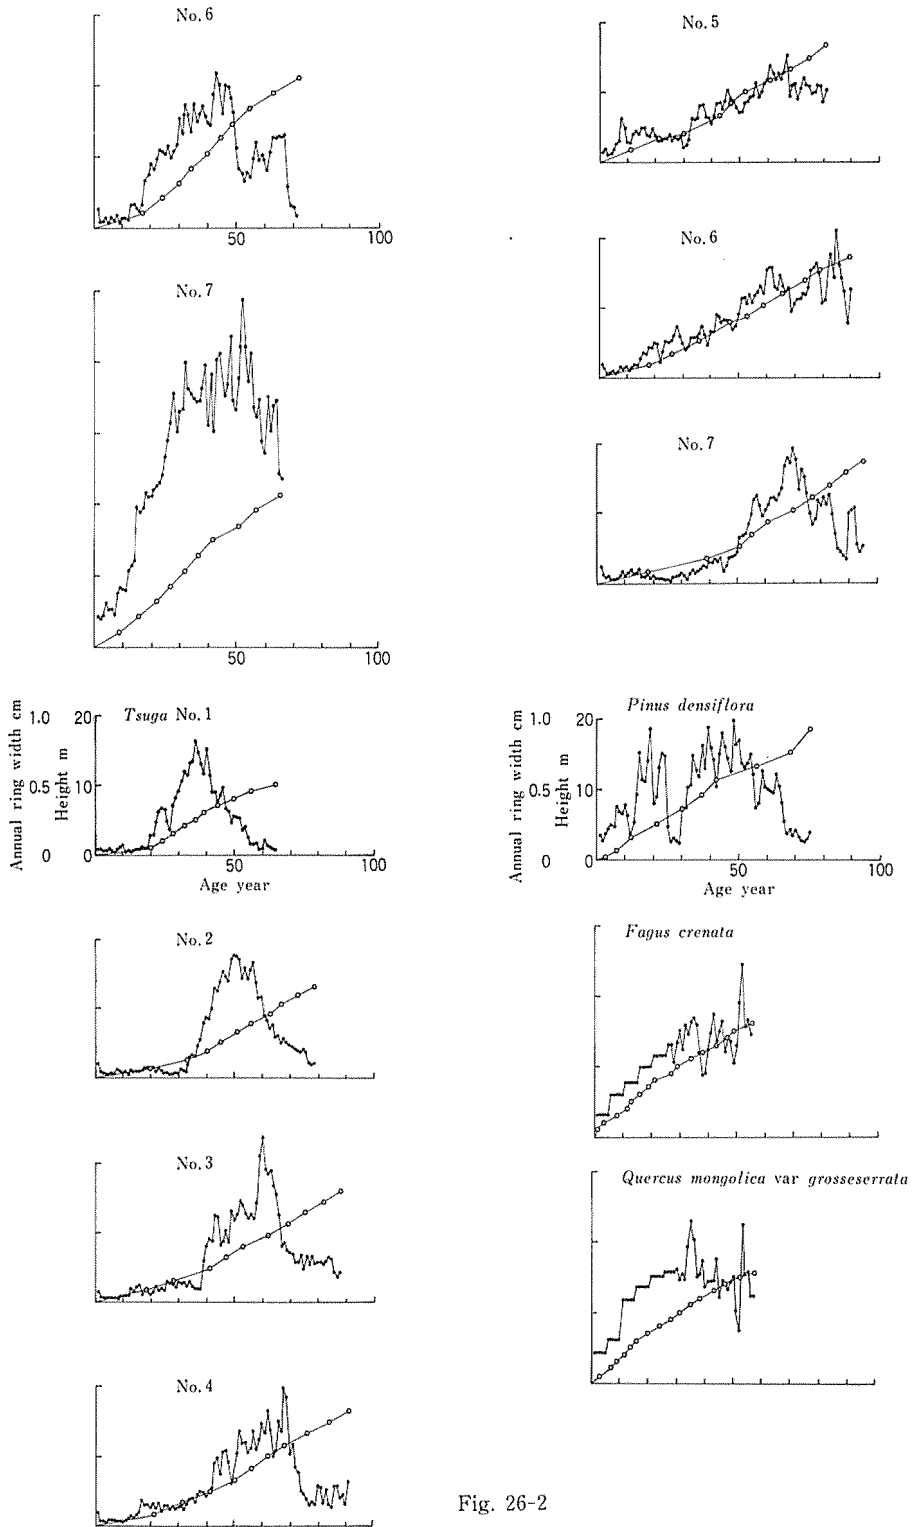 No.6
50
100
No.7
50
100
Tsuga No.1
Annual ring width cm
1.0
0.5
0
Height m
20
10
0
50
100
Age year
No.2
No.3
No.4
No.5
No.6
No.7
Pinus densiflora
Annual ring width cm
1.0
0.5
0
Height m
20
10
0
50
100
Age year
Fagus crenata
Quercus mongolica var grosseserrata
Fig. 26-2